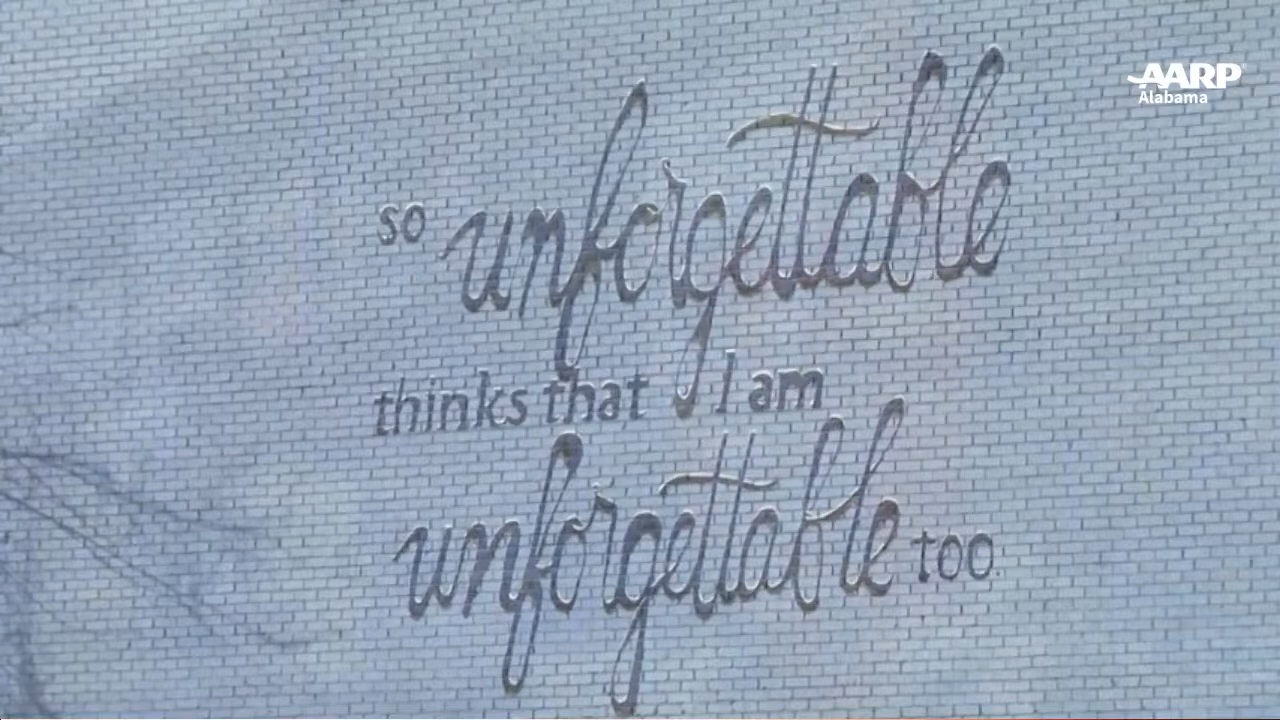 AARP
Alabama
so unforgettable
thinks that I am
unforgettable too.